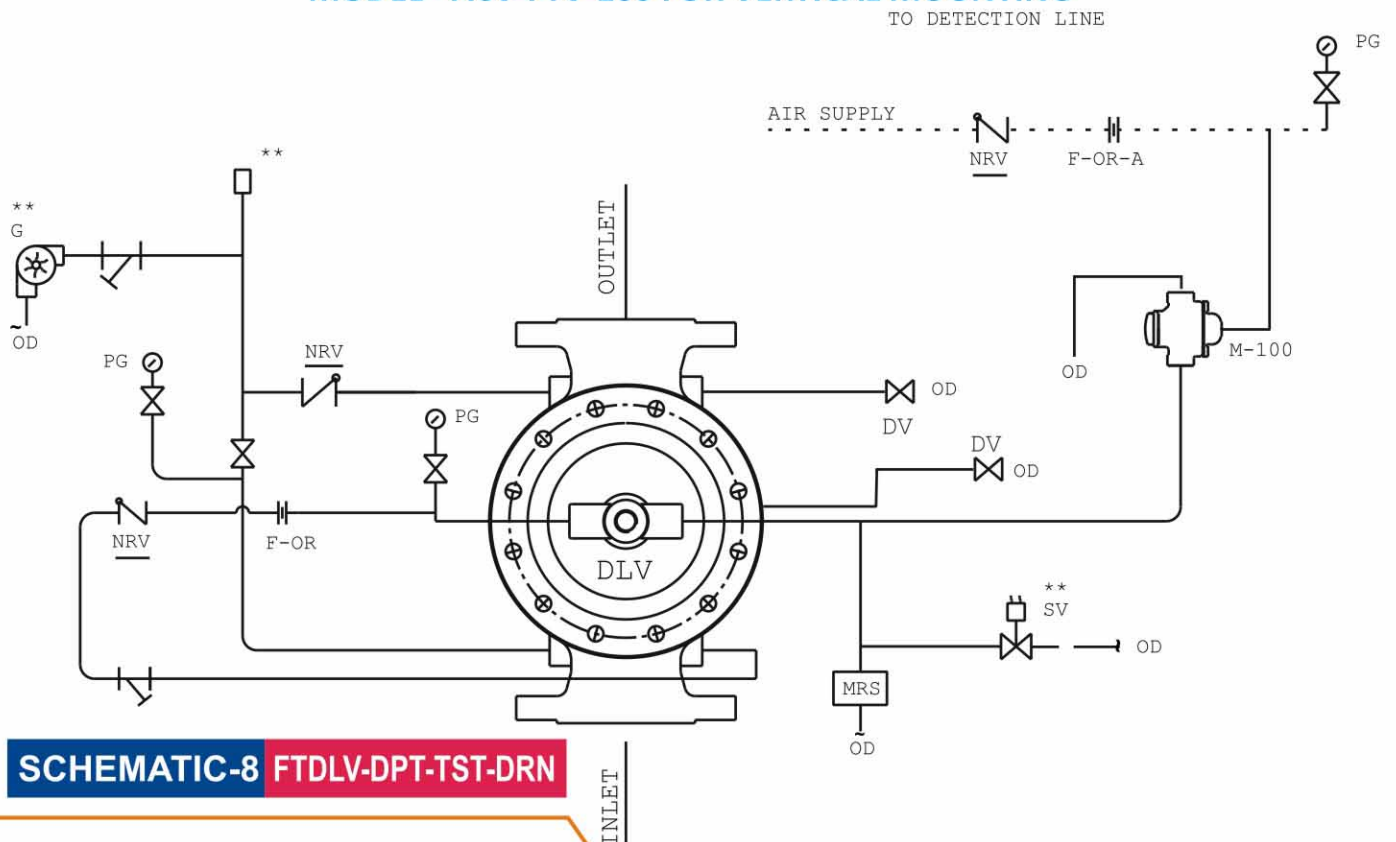 TO DETECTION LINE
PG
AIR SUPPLY
NRV
F-OR-A
**
**
G
OD
OUTLET
PG
NRV
PG
OD
DV
DV
OD
OD
M-100
NRV
F-OR
DLV
**
SV
OD
MRS
OD
SCHEMATIC-8 FTDLV-DPT-TST-DRN
INLET